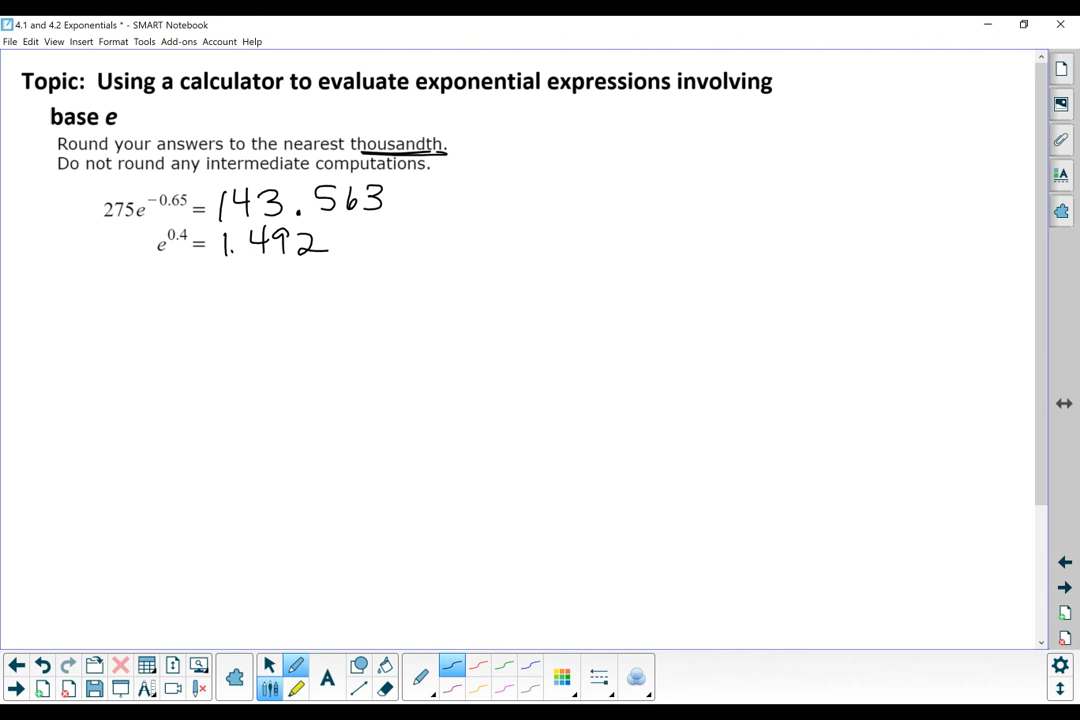 4.1 and 4.2 Exponentials * - SMART Notebook
File Edit View Insert Format Tools Add-ons Account Help
Topic: Using a calculator to evaluate exponential expressions involving
base e
Round your answers to the nearest thousandth.
Do not round any intermediate computations.
275e^{-0.65} = 143.563
e^{0.4} = 1.492